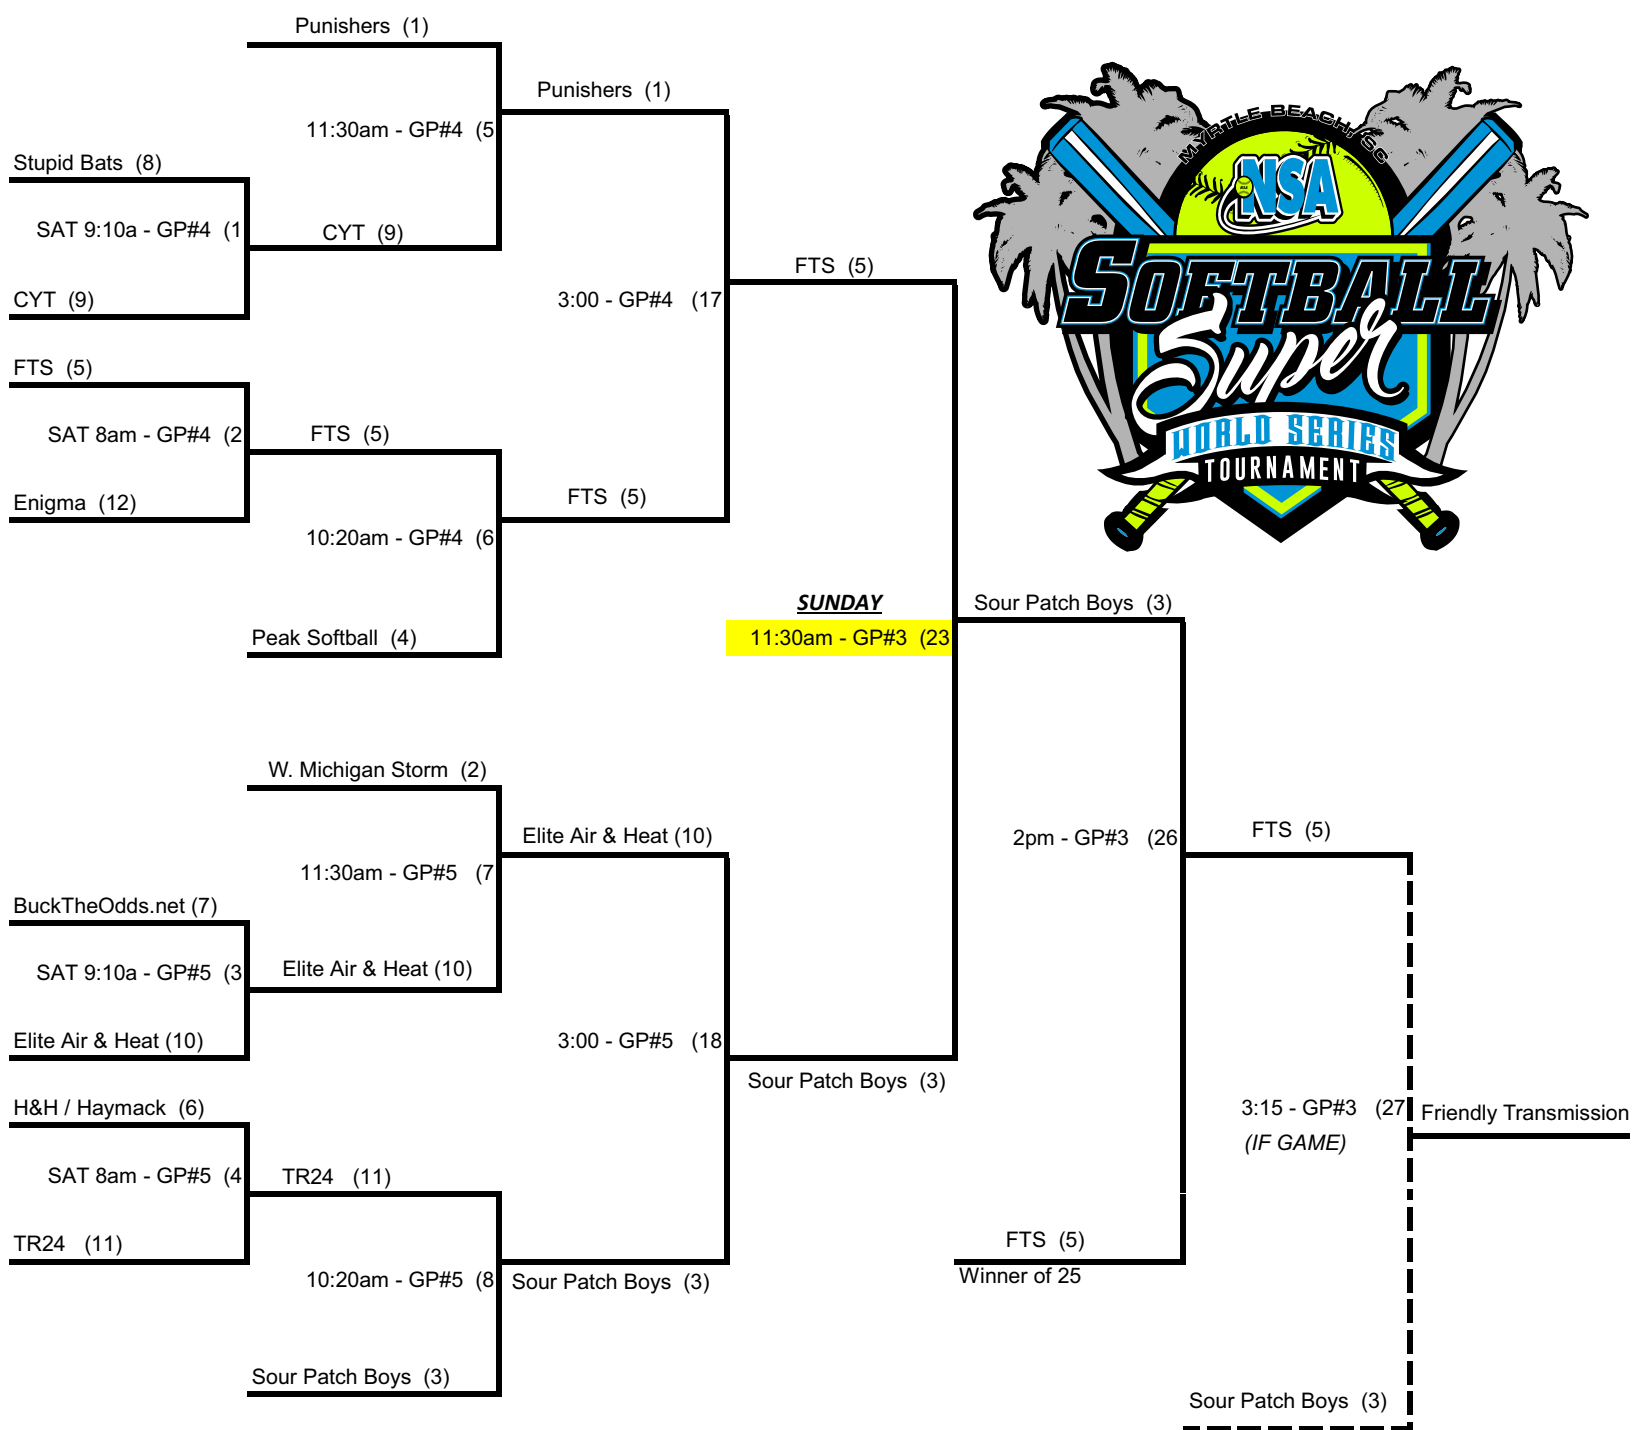 Punishers (1)
Punishers (1)
11:30am - GP#4 (5
Stupid Bats (8)
SAT 9:10a - GP#4 (1
CYT (9)
CYT (9)
3:00 - GP#4 (17
FTS (5)
FTS (5)
SAT 8am - GP#4 (2
FTS (5)
Enigma (12)
FTS (5)
10:20am - GP#4 (6
Peak Softball (4)
SUNDAY
11:30am - GP#3 (23
Sour Patch Boys (3)
MYRTLE BEACH, SC
NSA
SOFTBALL
Super
WORLD SERIES
TOURNAMENT
W. Michigan Storm (2)
Elite Air & Heat (10)
11:30am - GP#5 (7
BuckTheOdds.net (7)
SAT 9:10a - GP#5 (3
Elite Air & Heat (10)
Elite Air & Heat (10)
3:00 - GP#5 (18
Sour Patch Boys (3)
H&H / Haymack (6)
SAT 8am - GP#5 (4
TR24 (11)
TR24 (11)
10:20am - GP#5 (8
Sour Patch Boys (3)
Sour Patch Boys (3)
2pm - GP#3 (26
FTS (5)
3:15 - GP#3 (27
(IF GAME)
Friendly Transmission
FTS (5)
Winner of 25
Sour Patch Boys (3)